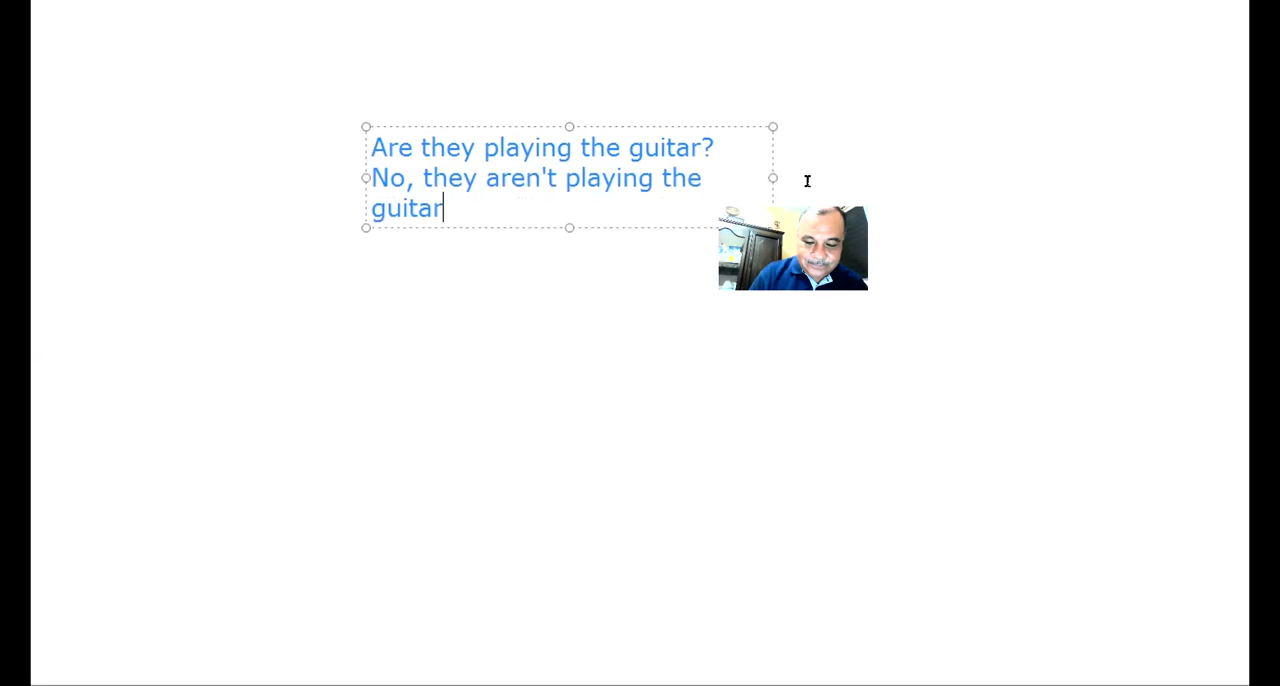 Are they playing the guitar?
No, they aren't playing the
guitar